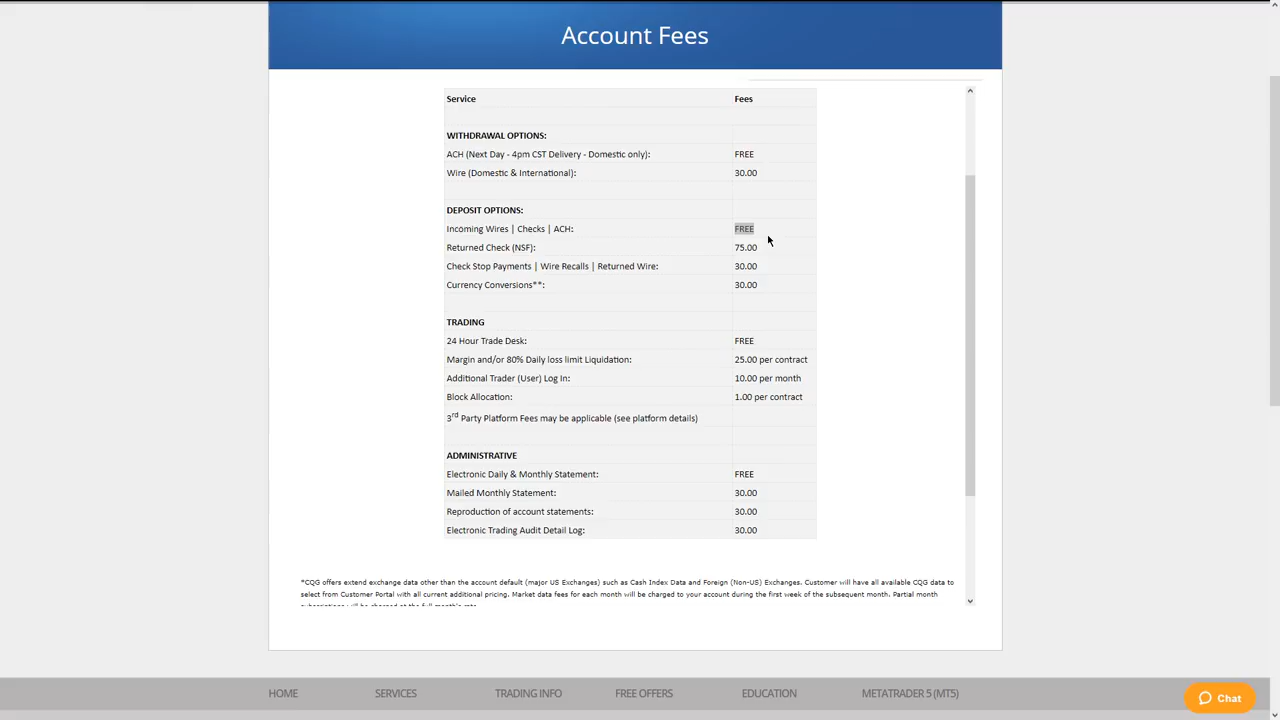 Account Fees
Service Fees
WITHDRAWAL OPTIONS:
ACH (Next Day - 4pm CST Delivery - Domestic only): FREE
Wire (Domestic & International): 30.00
DEPOSIT OPTIONS:
Incoming Wires | Checks | ACH: FREE
Returned Check (NSF): 75.00
Check Stop Payments | Wire Recalls | Returned Wire: 30.00
Currency Conversions**: 30.00
TRADING
24 Hour Trade Desk: FREE
Margin and/or 80% Daily loss limit Liquidation: 25.00 per contract
Additional Trader (User) Log In: 10.00 per month
Block Allocation: 1.00 per contract
3rd Party Platform Fees may be applicable (see platform details)
ADMINISTRATIVE
Electronic Daily & Monthly Statement: FREE
Mailed Monthly Statement: 30.00
Reproduction of account statements: 30.00
Electronic Trading Audit Detail Log: 30.00
*CQG offers extend exchange data other than the account default (major US Exchanges) such as Cash Index Data and Foreign (Non-US) Exchanges. Customer will have all available CQG data to
select from Customer Portal with all current additional pricing. Market data fees for each month will be charged to your account during the first week of the subsequent month. Partial month
HOME SERVICES TRADING INFO FREE OFFERS EDUCATION METATRADER 5 (MT5)
Chat